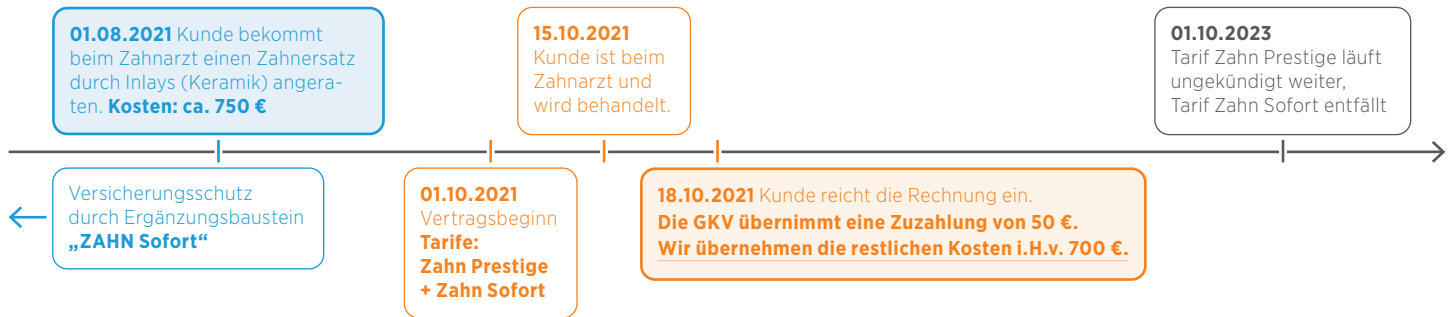 01.08.2021 Kunde bekommt
beim Zahnarzt einen Zahnersatz
durch Inlays (Keramik) angera-
ten. Kosten: ca. 750 €
15.10.2021
Kunde ist beim
Zahnarzt und
wird behandelt.
01.10.2023
Tarif Zahn Prestige läuft
ungekündigt weiter,
Tarif Zahn Sofort entfällt
Versicherungsschutz
durch Ergänzungsbaustein
„ZAHN Sofort“
01.10.2021
Vertragsbeginn
Tarife:
Zahn Prestige
+ Zahn Sofort
18.10.2021 Kunde reicht die Rechnung ein.
Die GKV übernimmt eine Zuzahlung von 50 €.
Wir übernehmen die restlichen Kosten i.H.v. 700 €.